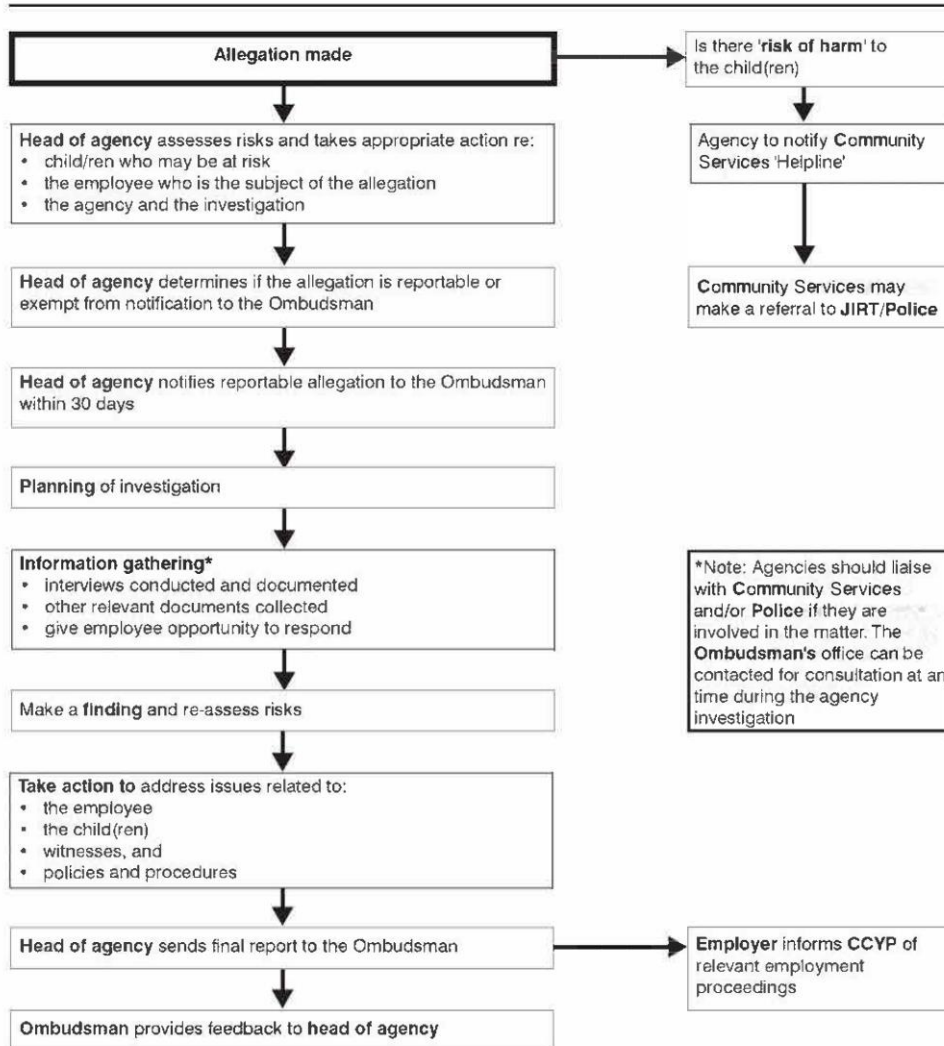 Allegation made
Is there 'risk of harm' to
the child(ren)
Head of agency assesses risks and takes appropriate action re:
• child/ren who may be at risk
• the employee who is the subject of the allegation
• the agency and the investigation
Agency to notify Community
Services 'Helpline'
Head of agency determines if the allegation is reportable or
exempt from notification to the Ombudsman
Community Services may
make a referral to JIRT/Police
Head of agency notifies reportable allegation to the Ombudsman
within 30 days
Planning of investigation
Information gathering*
• interviews conducted and documented
• other relevant documents collected
• give employee opportunity to respond
*Note: Agencies should liaise
with Community Services
and/or Police if they are
involved in the matter. The
Ombudsman's office can be
contacted for consultation at an
time during the agency
investigation
Make a finding and re-assess risks
Take action to address issues related to:
• the employee
• the child(ren)
• witnesses, and
• policies and procedures
Head of agency sends final report to the Ombudsman
Employer informs CCYP of
relevant employment
proceedings
Ombudsman provides feedback to head of agency